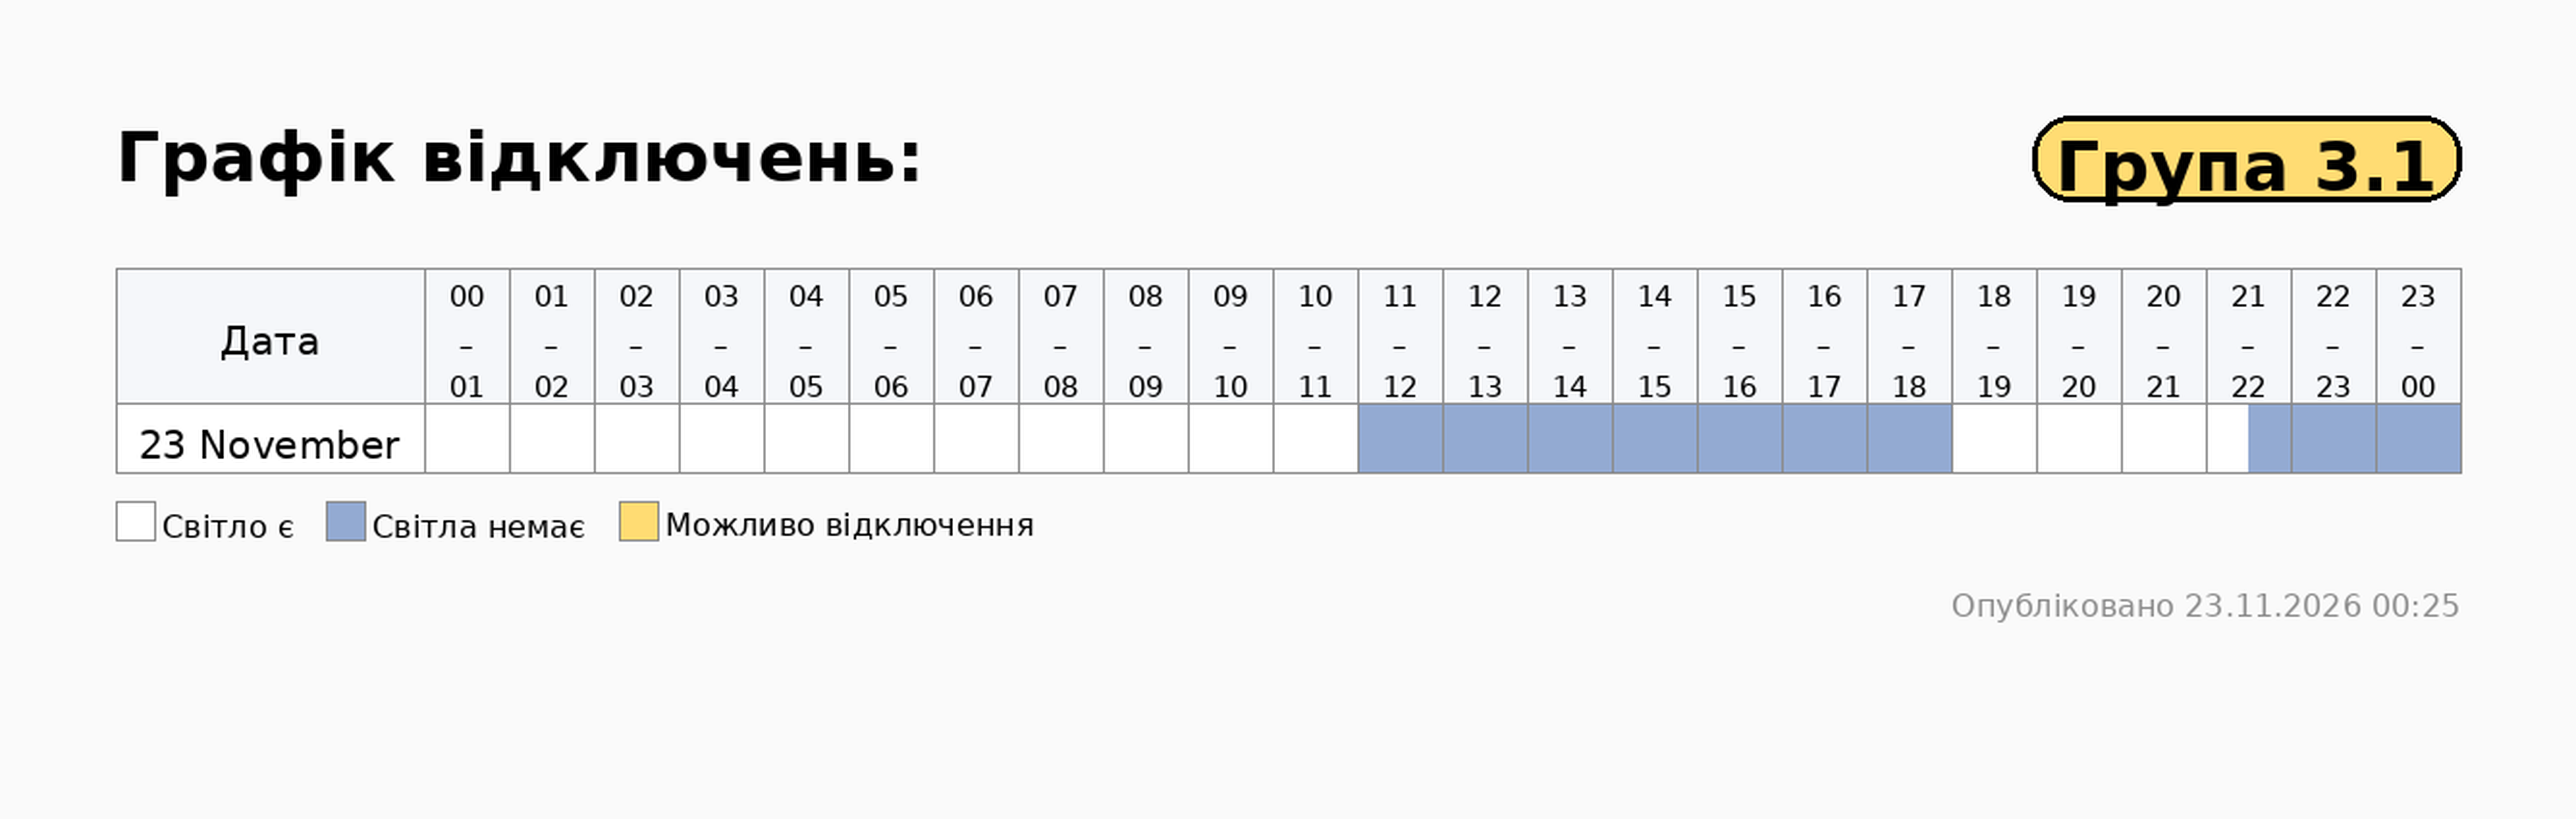 Графік відключень:
Група 3.1
Дата
00 – 01
01 – 02
02 – 03
03 – 04
04 – 05
05 – 06
06 – 07
07 – 08
08 – 09
09 – 10
10 – 11
11 – 12
12 – 13
13 – 14
14 – 15
15 – 16
16 – 17
17 – 18
18 – 19
19 – 20
20 – 21
21 – 22
22 – 23
23 – 00
23 November
Світло є
Світла немає
Можливо відключення
Опубліковано 23.11.2026 00:25